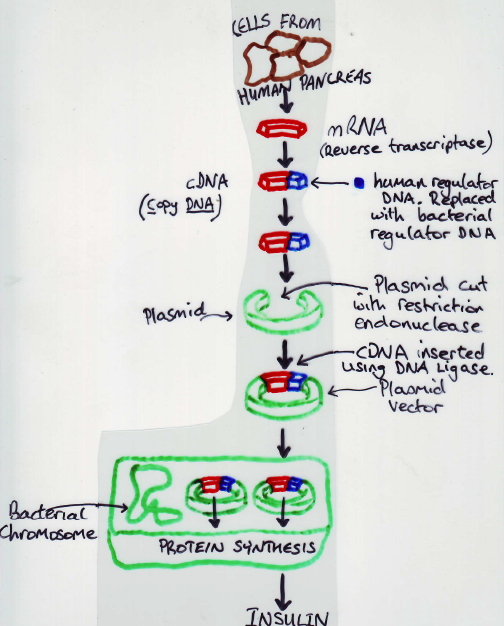 CELLS FROM
HUMAN PANCREAS
mRNA
(Reverse transcriptase)
cDNA
(Copy DNA)
human regulator
DNA. Replaced
with bacterial
regulator DNA
Plasmid cut
with restriction
endonuclease
Plasmid
cDNA inserted
using DNA Ligase.
Plasmid
vector
Bacterial
Chromosome
PROTEIN SYNTHESIS
INSULIN